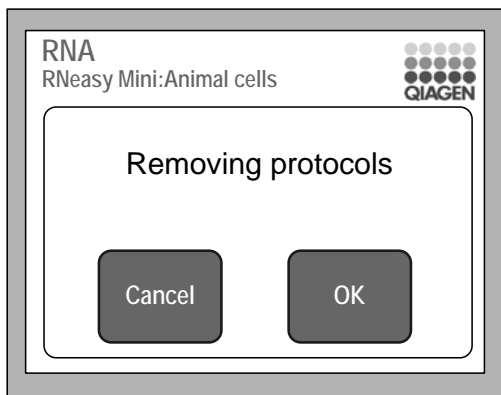 RNA
RNeasy Mini:Animal cells
QIAGEN
Removing protocols
Cancel OK